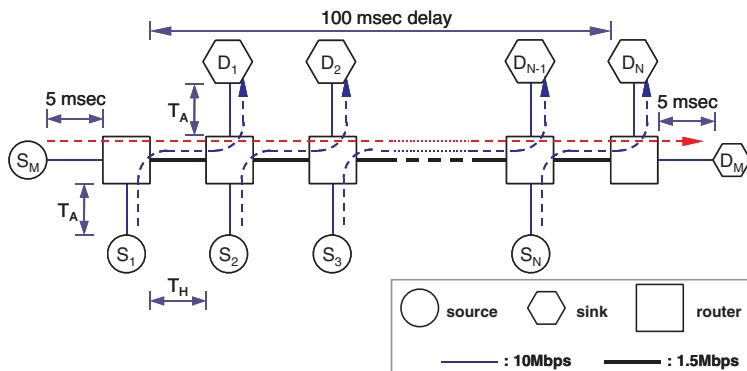 100 msec delay
D1 D2 DN-1 DN
5 msec TA 5 msec
SM DM
TA
S1 S2 S3 SN
TH
source sink router
: 10Mbps : 1.5Mbps